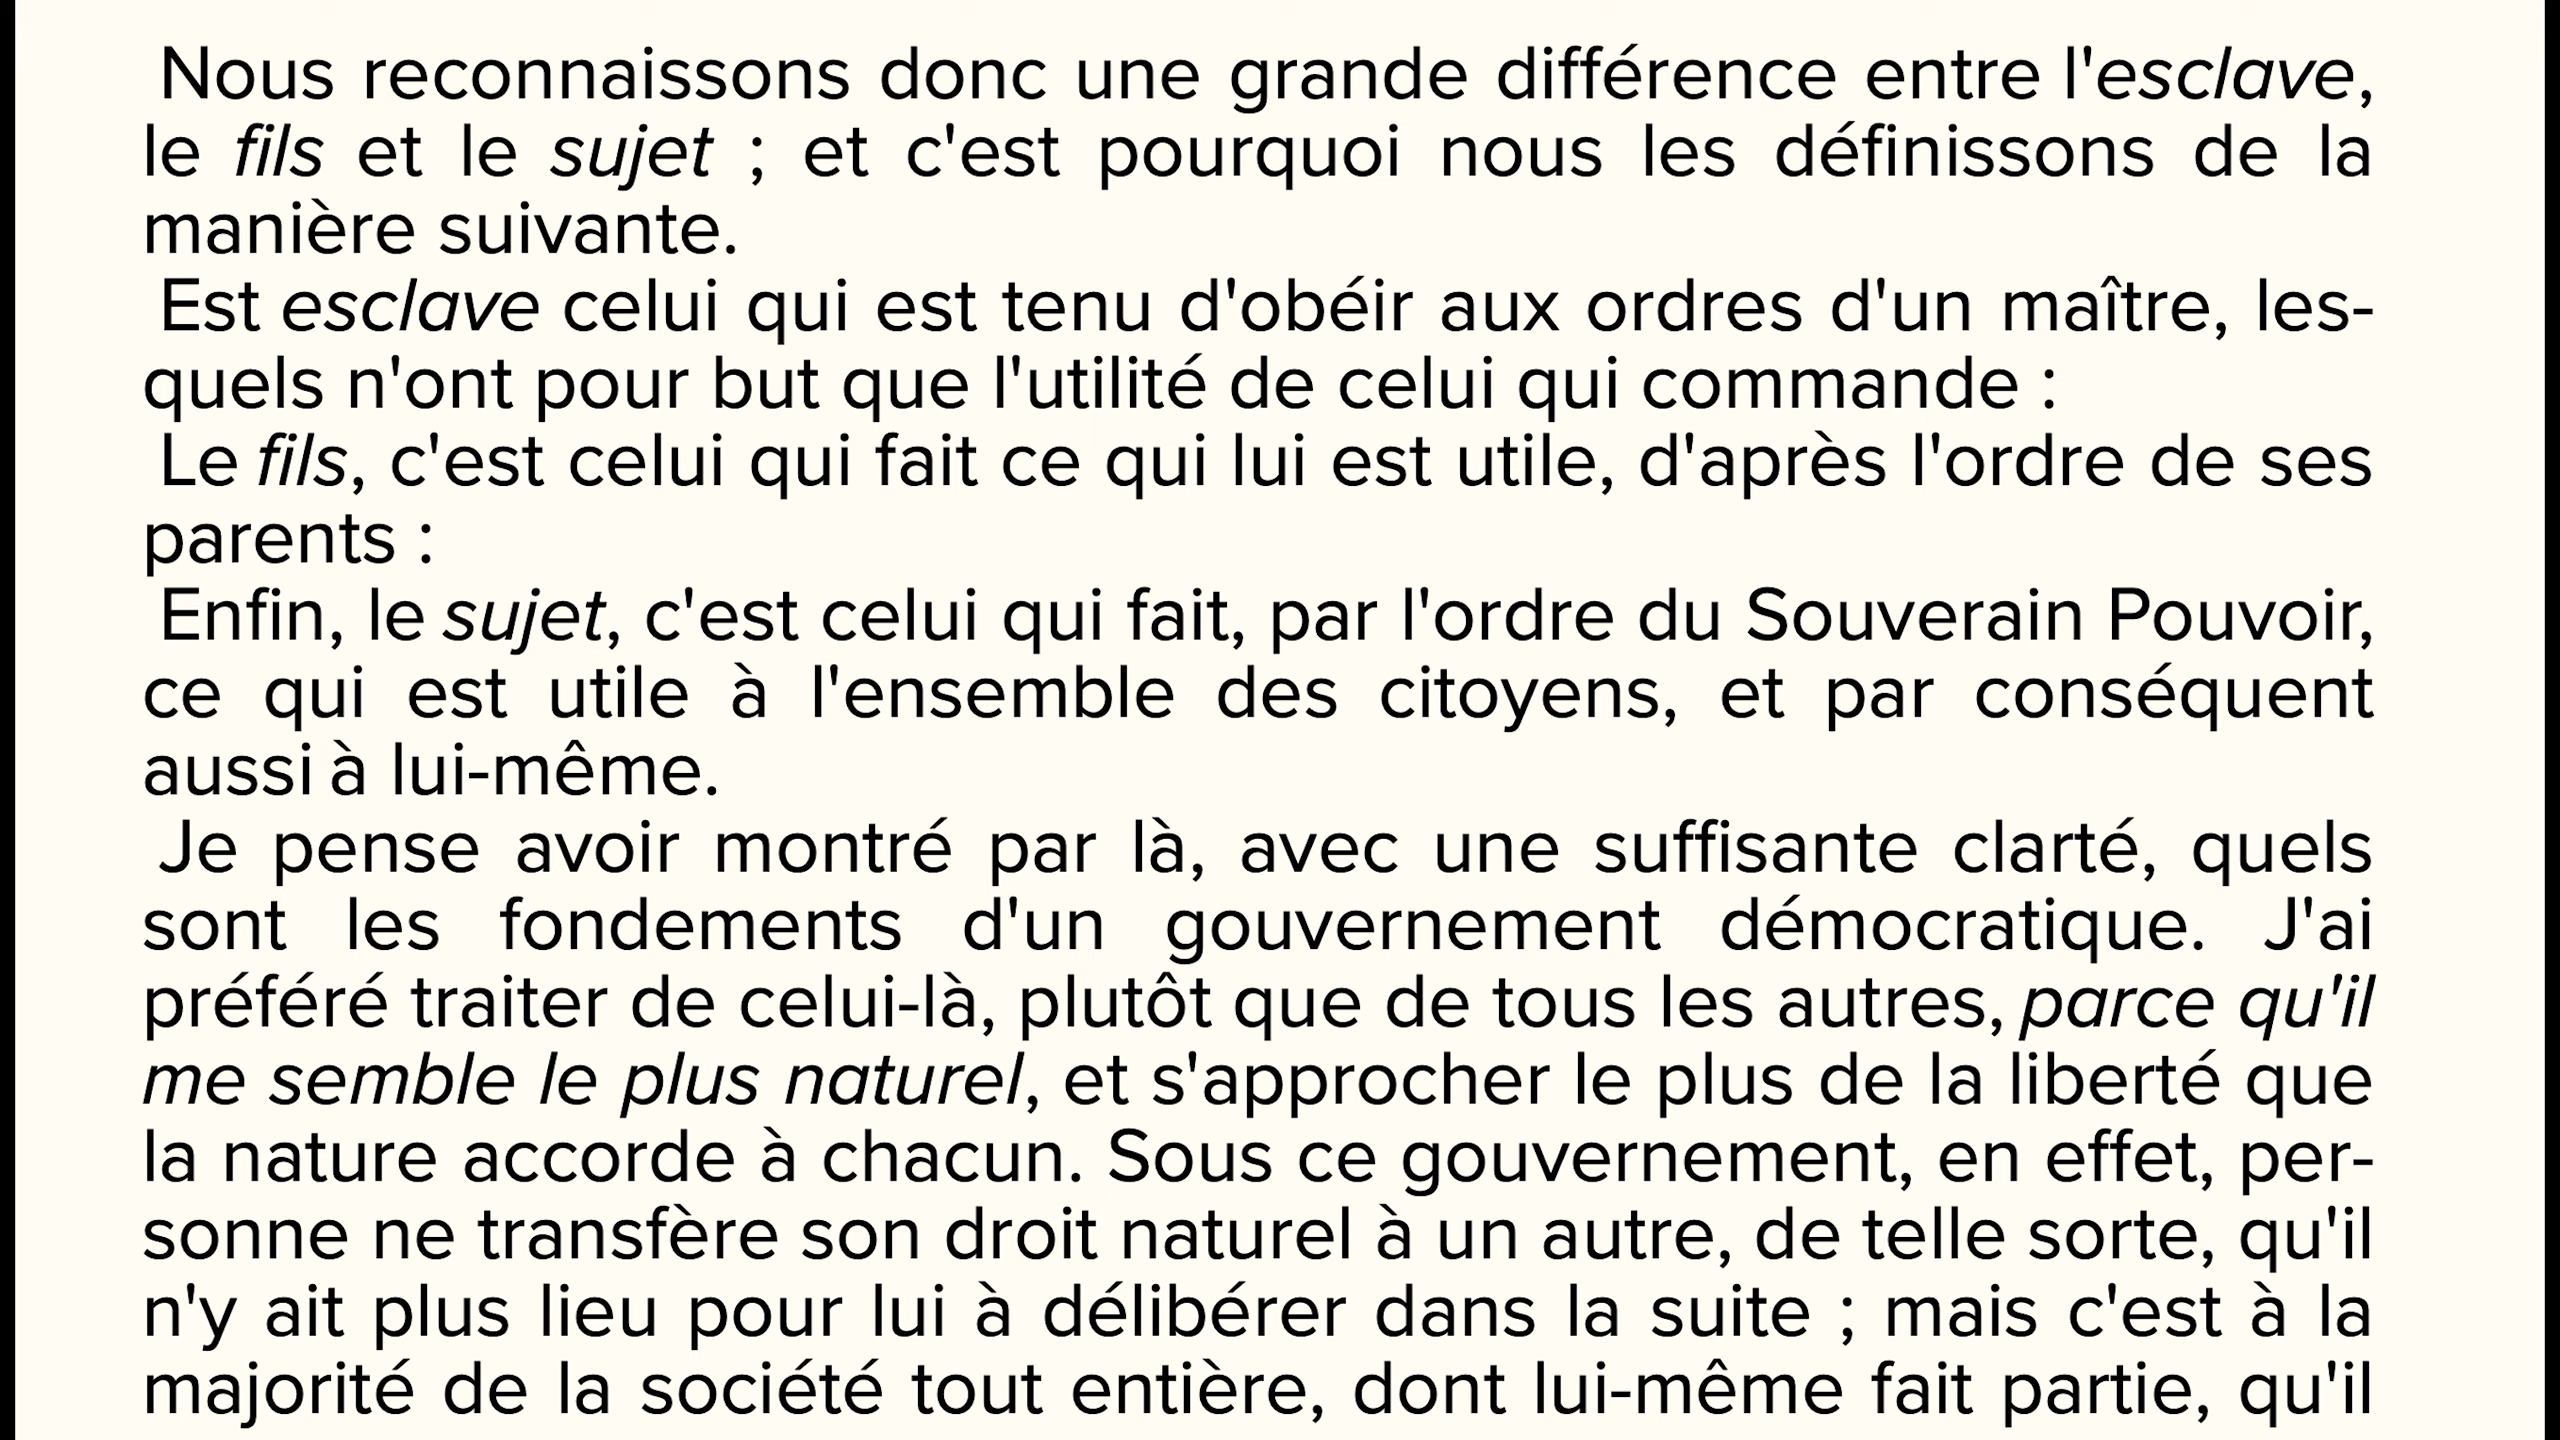 Nous reconnaissons donc une grande différence entre l'esclave,
le fils et le sujet ; et c'est pourquoi nous les définissons de la
manière suivante.
Est esclave celui qui est tenu d'obéir aux ordres d'un maître, les-
quels n'ont pour but que l'utilité de celui qui commande :
Le fils, c'est celui qui fait ce qui lui est utile, d'après l'ordre de ses
parents :
Enfin, le sujet, c'est celui qui fait, par l'ordre du Souverain Pouvoir,
ce qui est utile à l'ensemble des citoyens, et par conséquent
aussi à lui-même.
Je pense avoir montré par là, avec une suffisante clarté, quels
sont les fondements d'un gouvernement démocratique. J'ai
préféré traiter de celui-là, plutôt que de tous les autres, parce qu'il
me semble le plus naturel, et s'approcher le plus de la liberté que
la nature accorde à chacun. Sous ce gouvernement, en effet, per-
sonne ne transfère son droit naturel à un autre, de telle sorte, qu'il
n'y ait plus lieu pour lui à délibérer dans la suite ; mais c'est à la
majorité de la société tout entière, dont lui-même fait partie, qu'il